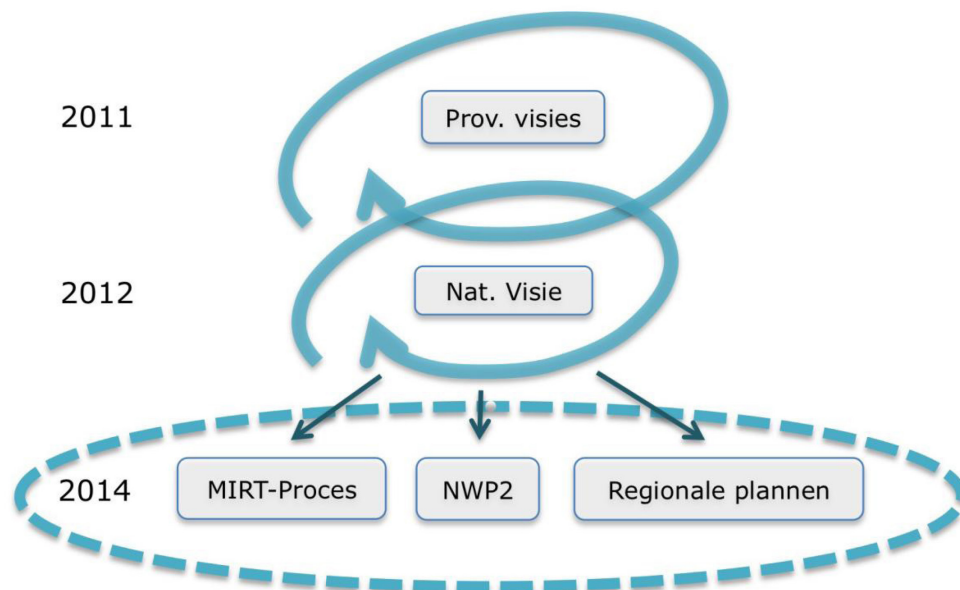 2011
Prov. visies
2012
Nat. Visie
2014
MIRT-Proces
NWP2
Regionale plannen